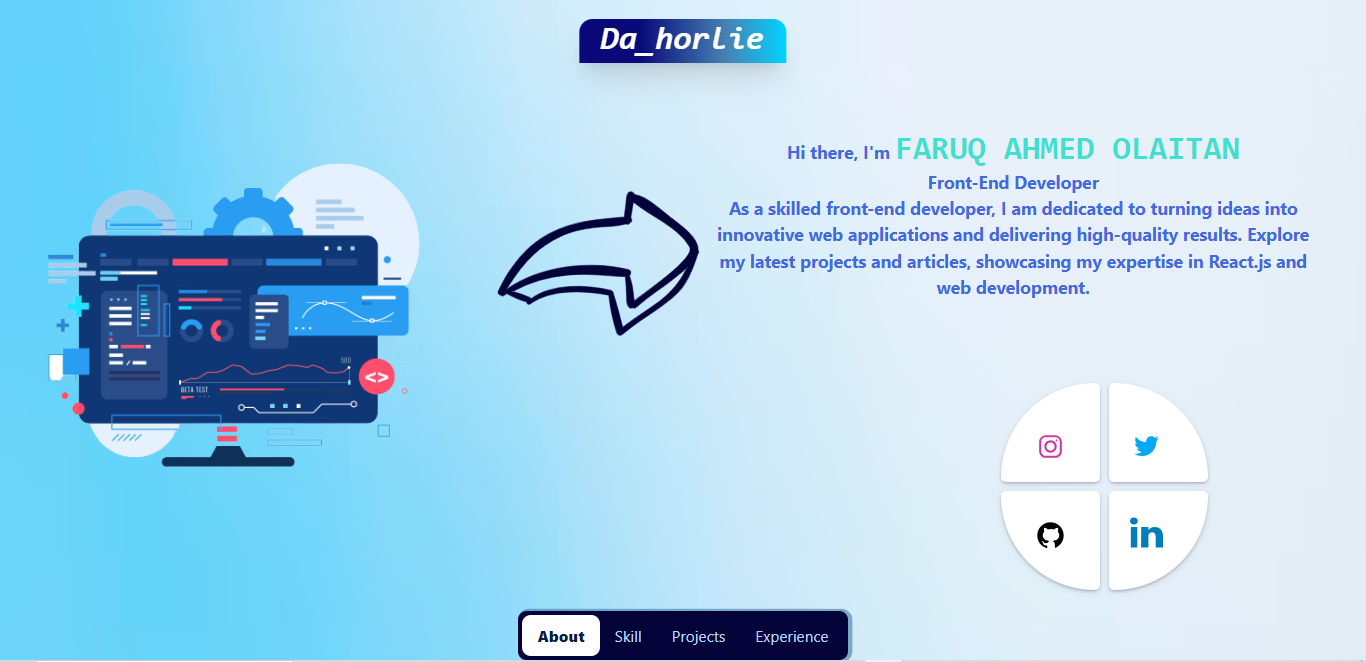 Da_horlie
Hi there, I'm FARUQ AHMED OLAITAN
Front-End Developer
As a skilled front-end developer, I am dedicated to turning ideas into
innovative web applications and delivering high-quality results. Explore
my latest projects and articles, showcasing my expertise in React.js and
web development.
500
<>
BETA TEST
in
About Skill Projects Experience